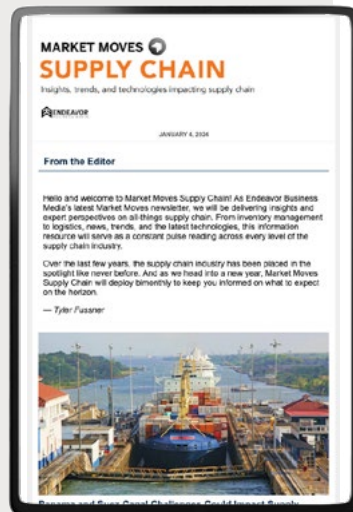 MARKET MOVES
SUPPLY CHAIN
Insights, trends, and technologies impacting supply chain
ENDEAVOR
JANUARY 4, 2024
From the Editor
Hello and welcome to Market Moves Supply Chain! As Endeavor Business
Media's latest Market Moves newsletter, we will be delivering insights and
expert perspectives on all-things supply chain. From inventory management
to logistics, news, trends, and the latest technologies, this information
resource will serve as a constant pulse reading across every level of the
supply chain industry.
Over the last few years, the supply chain industry has been placed in the
spotlight like never before. And as we head into a new year, Market Moves
Supply Chain will deploy bimonthly to keep you informed on what to expect
on the horizon.
— Tyler Fussner
Panama and Suez Canal Challenges Could Impact Supply